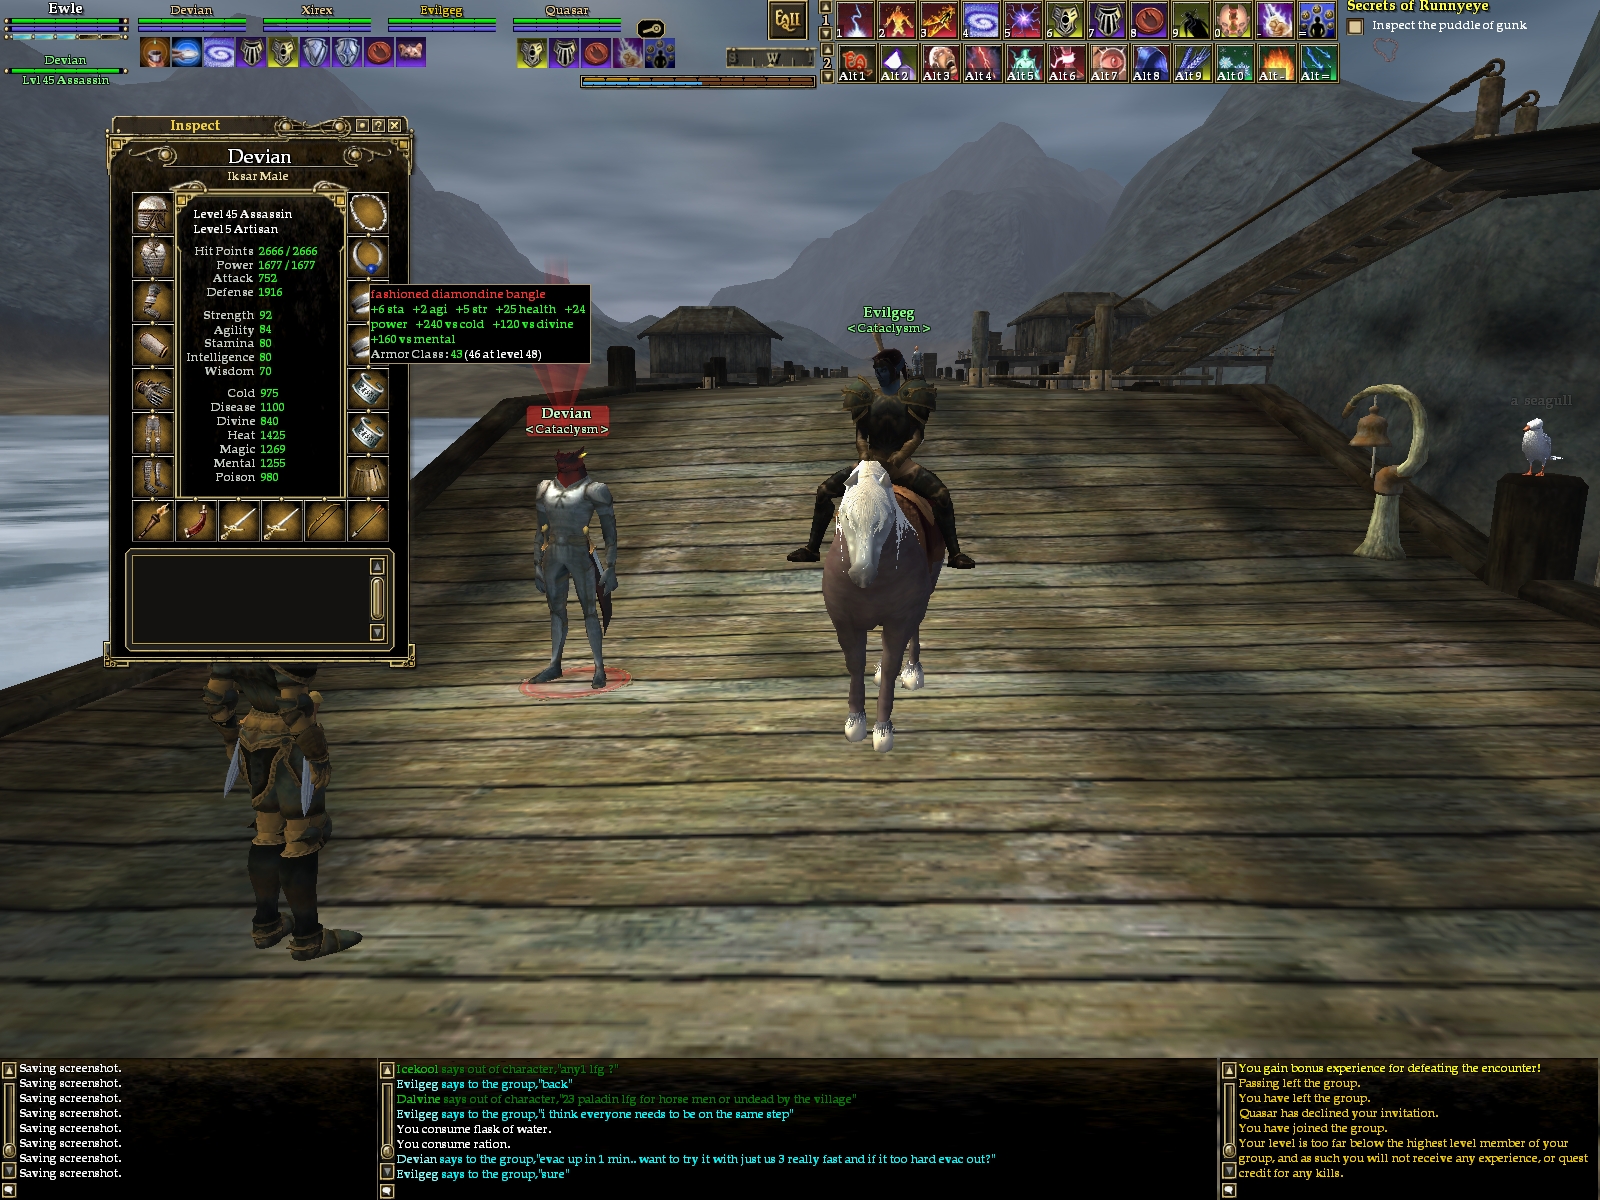 Ewle
Devian
Lvl 45 Assassin
Devian
Xirex
Evilgeg
Quasar
EQII
S W
1
1 2 3 4 5 6 7 8 9 0 - =
2
Alt 1 Alt 2 Alt 3 Alt 4 Alt 5 Alt 6 Alt 7 Alt 8 Alt 9 Alt 0 Alt - Alt =
Secrets of Runnyeye
Inspect the puddle of gunk
Inspect
Devian
Iksar Male
Level 45 Assassin
Level 5 Artisan
Hit Points 2666 / 2666
Power 1677 / 1677
Attack 752
Defense 1916
Strength 92
Agility 84
Stamina 80
Intelligence 80
Wisdom 70
Cold 975
Disease 1100
Divine 840
Heat 1425
Magic 1269
Mental 1255
Poison 980
fashioned diamondine bangle
+6 sta +2 agi +5 str +25 health +24
power +240 vs cold +120 vs divine
+160 vs mental
Armor Class : 43 (46 at level 48)
Evilgeg
<Cataclysm>
Devian
<Cataclysm>
a seagull
Saving screenshot.
Saving screenshot.
Saving screenshot.
Saving screenshot.
Saving screenshot.
Saving screenshot.
Saving screenshot.
Saving screenshot.
Icekool says out of character,"any1 lfg ?"
Evilgeg says to the group,"back"
Dalvine says out of character,"23 paladin lfg for horse men or undead by the village"
Evilgeg says to the group,"i think everyone needs to be on the same step"
You consume flask of water.
You consume ration.
Devian says to the group,"evac up in 1 min.. want to try it with just us 3 really fast and if it too hard evac out?"
Evilgeg says to the group,"sure"
You gain bonus experience for defeating the encounter!
Passing left the group.
You have left the group.
Quasar has declined your invitation.
You have joined the group.
Your level is too far below the highest level member of your
group, and as such you will not receive any experience, or quest
credit for any kills.